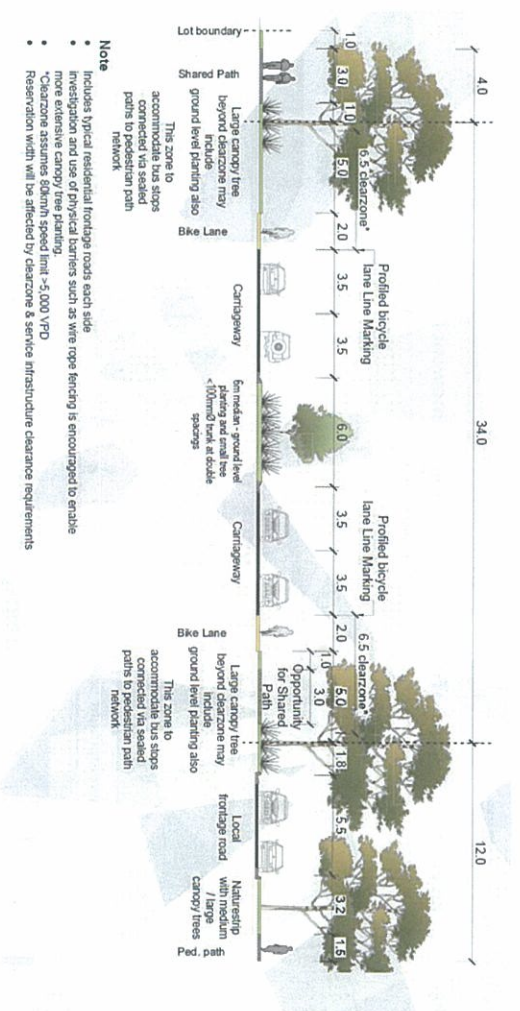 4.0
34.0
12.0
1.0
3.0
1.0
5.0
6.5 clearzone*
2.0
Profiled bicycle
lane Line Marking
3.5
3.5
6.0
Profiled bicycle
lane Line Marking
3.5
3.5
2.0
6.5 clearzone*
1.0
5.0
3.0
Opportunity
for Shared
Path
1.8
5.5
3.2
1.5
Lot boundary
Shared Path
Large canopy tree
beyond clearzone may
include
ground level planting also
This zone to
accommodate bus stops
connected via sealed
paths to pedestrian path
network
Bike Lane
Carriageway
6m median - ground level
planting and small tree
<100mmØ trunk at double
spacings
Carriageway
Bike Lane
Large canopy tree
beyond clearzone may
include
ground level planting also
This zone to
accommodate bus stops
connected via sealed
paths to pedestrian path
network
Local
frontage road
Naturestrip
with medium
/ large
canopy trees
Ped. path
Note
• Includes typical residential frontage roads each side
• investigation and use of physical barriers such as wire rope fencing is encouraged to enable
more extensive canopy tree planting.
• *Clearzone assumes 80km/h speed limit >5,000 VPD
• Reservation width will be affected by clearzone & service infrastructure clearance requirements